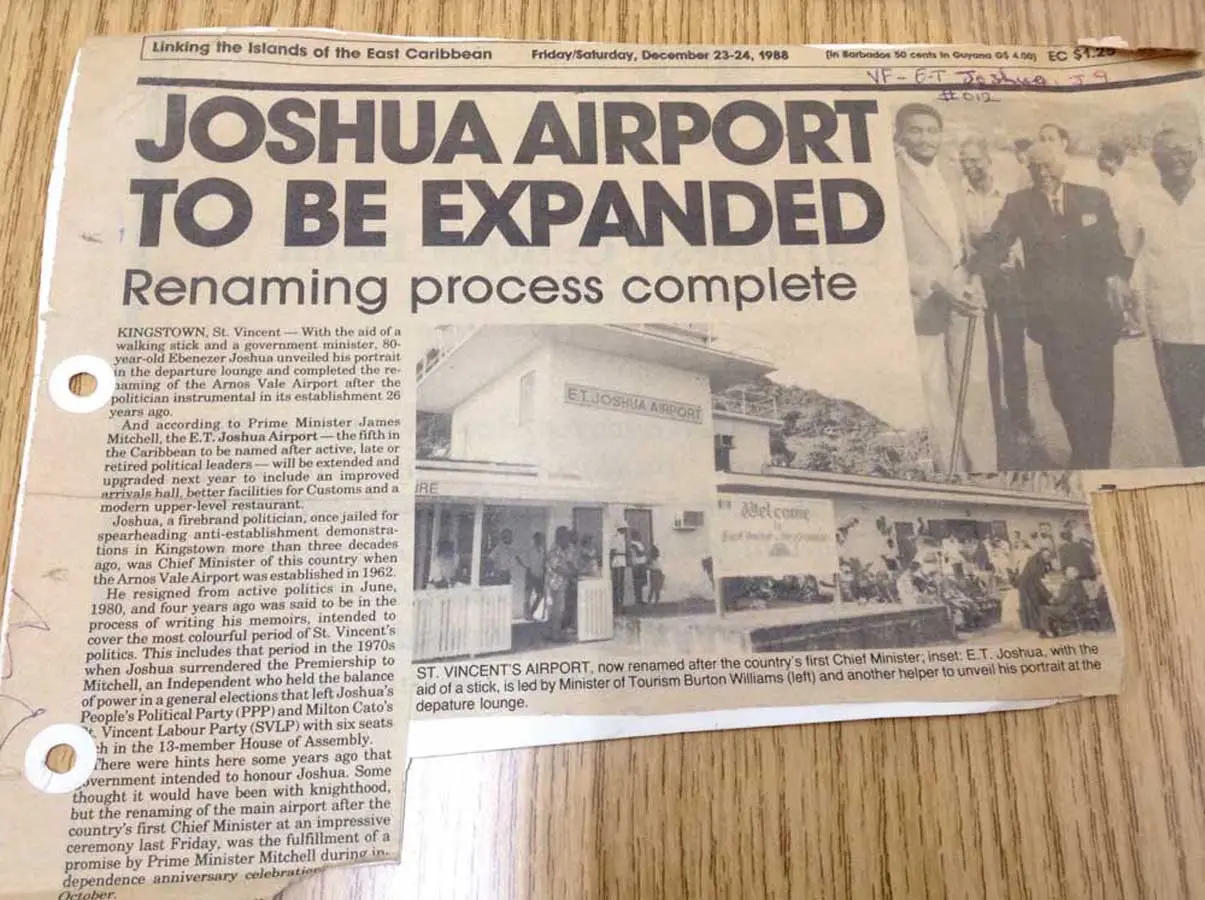 Linking the Islands of the East Caribbean Friday/Saturday, December 23-24, 1988 (In Barbados 50 cents in Guyana G$ 4.00) EC $1.25
VF - E.T Joshua, J 9
#012
JOSHUA AIRPORT
TO BE EXPANDED
Renaming process complete
KINGSTOWN, St. Vincent — With the aid of a
walking stick and a government minister, 80-
year-old Ebenezer Joshua unveiled his portrait
in the departure lounge and completed the re-
naming of the Arnos Vale Airport after the
politician instrumental in its establishment 26
years ago.
And according to Prime Minister James
Mitchell, the E.T. Joshua Airport — the fifth in
the Caribbean to be named after active, late or
retired political leaders — will be extended and
upgraded next year to include an improved
arrivals hall, better facilities for Customs and a
modern upper-level restaurant.
Joshua, a firebrand politician, once jailed for
spearheading anti-establishment demonstra-
tions in Kingstown more than three decades
ago, was Chief Minister of this country when
the Arnos Vale Airport was established in 1962.
He resigned from active politics in June,
1980, and four years ago was said to be in the
process of writing his memoirs, intended to
cover the most colourful period of St. Vincent's
politics. This includes that period in the 1970s
when Joshua surrendered the Premiership to
Mitchell, an Independent who held the balance
of power in a general elections that left Joshua's
People's Political Party (PPP) and Milton Cato's
St. Vincent Labour Party (SVLP) with six seats
ch in the 13-member House of Assembly.
There were hints here some years ago that
government intended to honour Joshua. Some
thought it would have been with knighthood,
but the renaming of the main airport after the
country's first Chief Minister at an impressive
ceremony last Friday, was the fulfillment of a
promise by Prime Minister Mitchell during in-
dependence anniversary celebration
October.
E.T. JOSHUA AIRPORT
URE
Welcome
ST. VINCENT'S AIRPORT, now renamed after the country's first Chief Minister; inset: E.T. Joshua, with the
aid of a stick, is led by Minister of Tourism Burton Williams (left) and another helper to unveil his portrait at the
depature lounge.